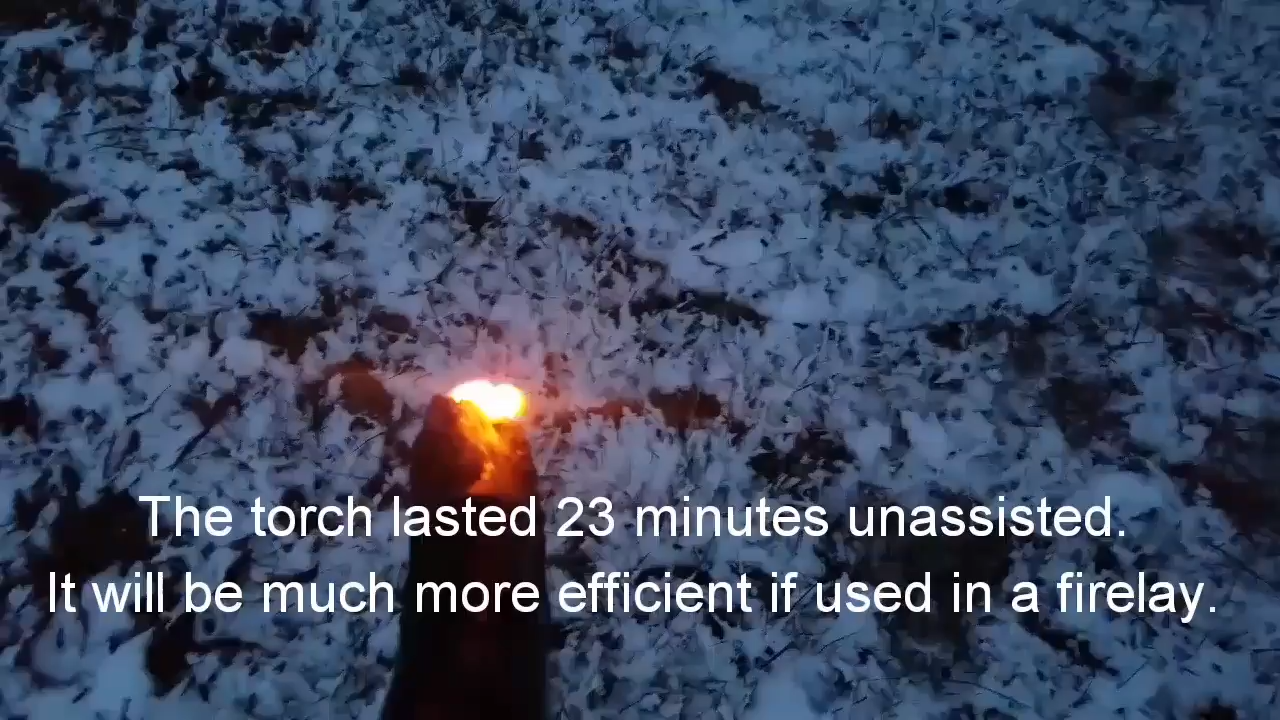 The torch lasted 23 minutes unassisted.
It will be much more efficient if used in a firelay.